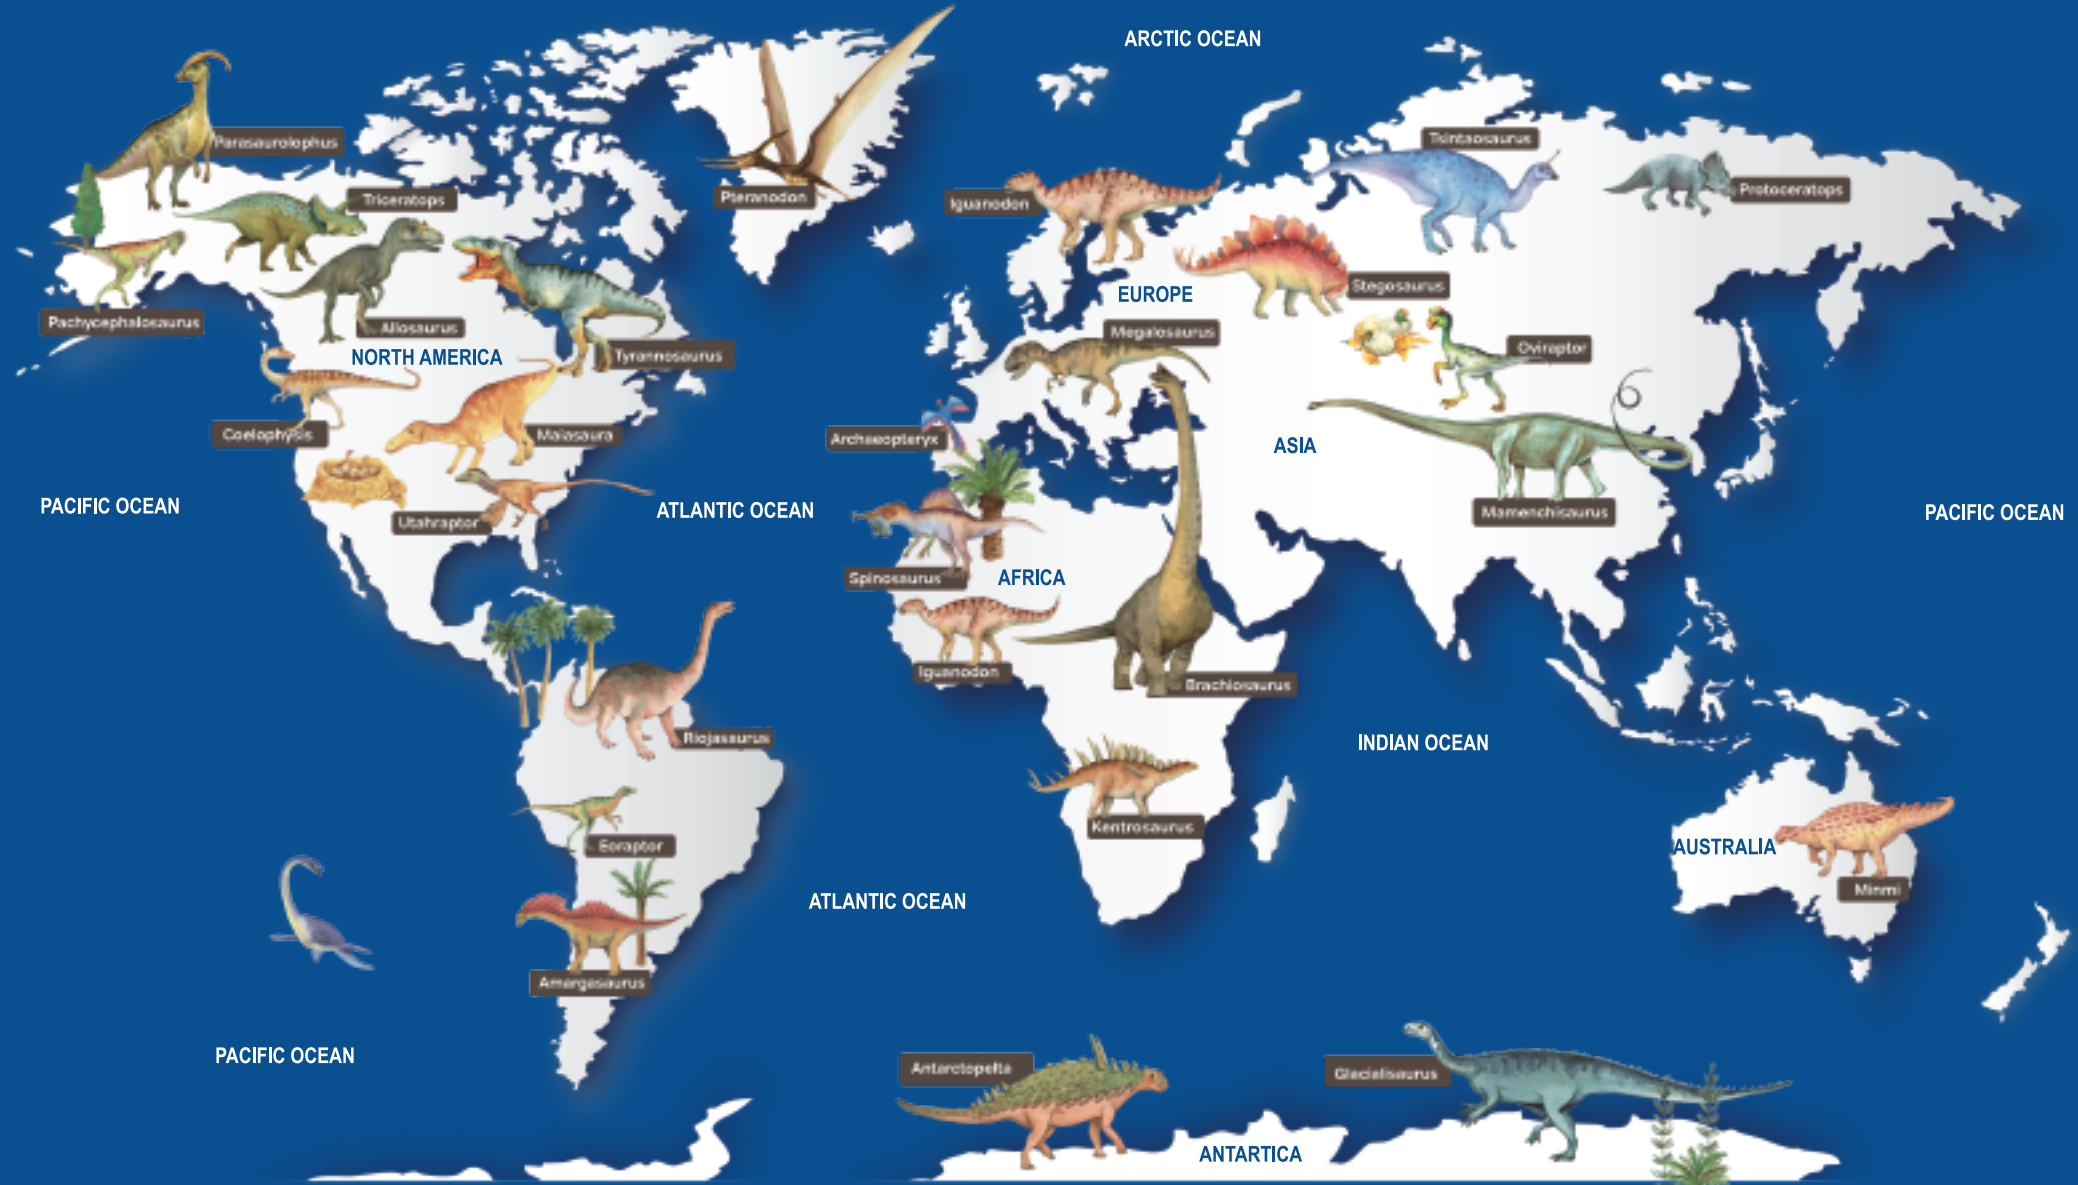 ARCTIC OCEAN
Parasaurolophus
Tsintaosaurus
Triceratops
Pteranodon
Iguanodon
Protoceratops
Pachycephalosaurus
Allosaurus
EUROPE
Stegosaurus
NORTH AMERICA
Tyrannosaurus
Megalosaurus
Oviraptor
Coelophysis
Maiasaura
Archaeopteryx
ASIA
PACIFIC OCEAN
Utahraptor
ATLANTIC OCEAN
Mamenchisaurus
PACIFIC OCEAN
Spinosaurus
AFRICA
Iguanodon
Brachiosaurus
Riojasaurus
INDIAN OCEAN
Kentrosaurus
Eoraptor
AUSTRALIA
Minmi
ATLANTIC OCEAN
Amargasaurus
PACIFIC OCEAN
Antarctopelta
Glacialisaurus
ANTARTICA